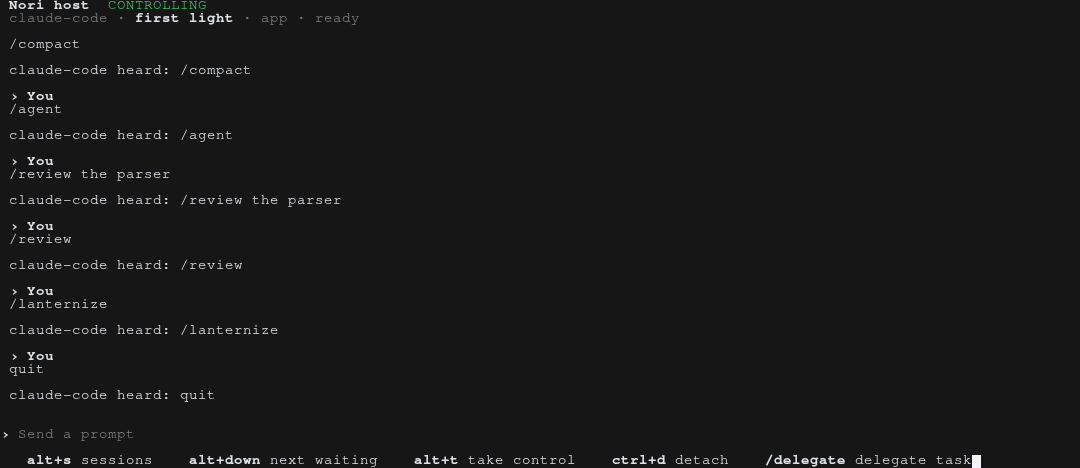 Nori host CONTROLLING
claude-code · first light · app · ready
/compact
claude-code heard: /compact
› You
/agent
claude-code heard: /agent
› You
/review the parser
claude-code heard: /review the parser
› You
/review
claude-code heard: /review
› You
/lanternize
claude-code heard: /lanternize
› You
quit
claude-code heard: quit
› Send a prompt
alt+s sessions alt+down next waiting alt+t take control ctrl+d detach /delegate delegate task